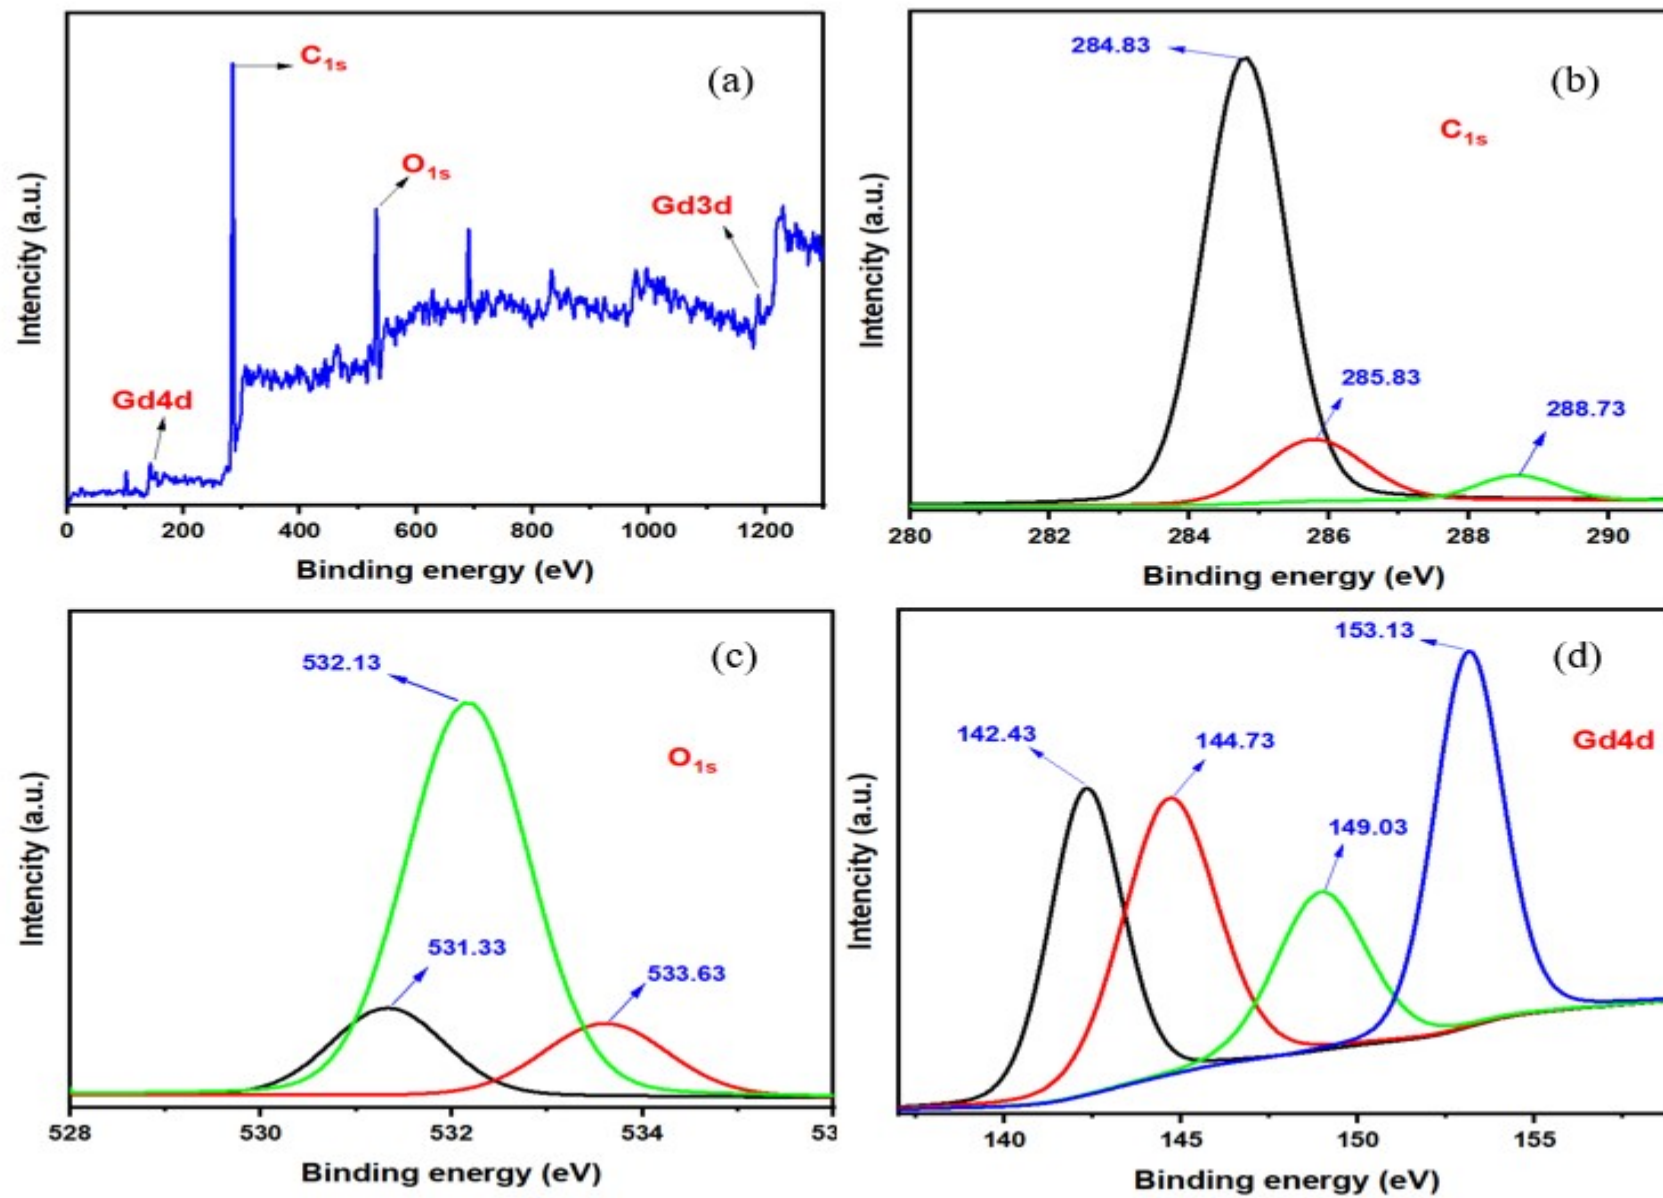 C1s
(a)
O1s
Gd3d
Gd4d
Intencity (a.u.)
0 200 400 600 800 1000 1200
Binding energy (eV)
284.83
(b)
C1s
285.83
288.73
Intencity (a.u.)
280 282 284 286 288 290
Binding energy (eV)
532.13
(c)
O1s
531.33
533.63
Intencity (a.u.)
528 530 532 534 53
Binding energy (eV)
153.13
(d)
142.43
144.73
Gd4d
149.03
Intencity (a.u.)
140 145 150 155
Binding energy (eV)